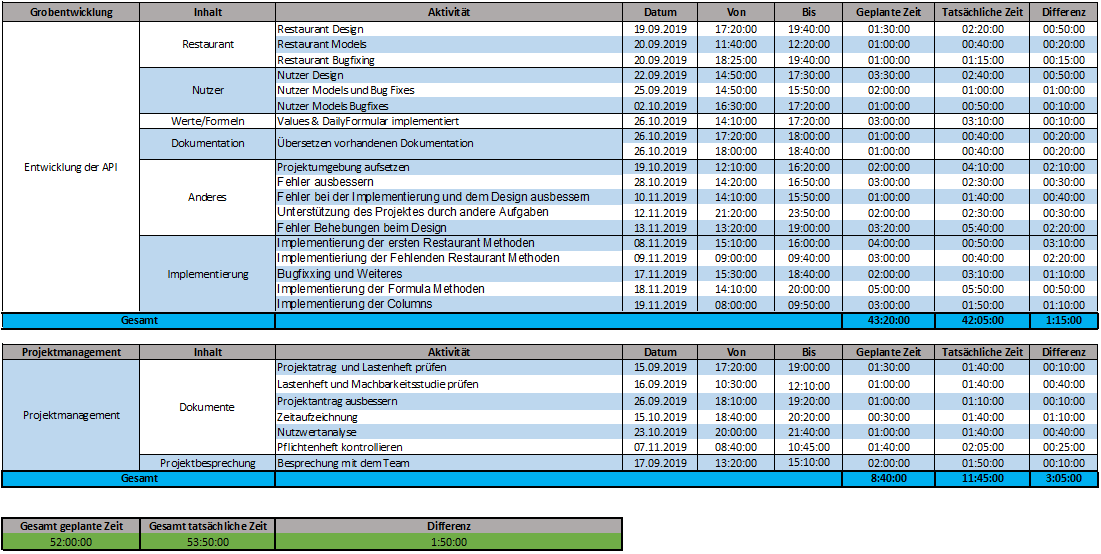 Grobentwicklung Inhalt Aktivität Datum Von Bis Geplante Zeit Tatsächliche Zeit Differenz
Restaurant Design 19.09.2019 17:20:00 19:40:00 01:30:00 02:20:00 00:50:00
Restaurant Restaurant Models 20.09.2019 11:40:00 12:20:00 01:00:00 00:40:00 00:20:00
Restaurant Bugfixing 20.09.2019 18:25:00 19:40:00 01:00:00 01:15:00 00:15:00
Nutzer Design 22.09.2019 14:50:00 17:30:00 03:30:00 02:40:00 00:50:00
Nutzer Nutzer Models und Bug Fixes 25.09.2019 14:50:00 15:50:00 02:00:00 01:00:00 01:00:00
Nutzer Models Bugfixes 02.10.2019 16:30:00 17:20:00 01:00:00 00:50:00 00:10:00
Werte/Formeln Values & DailyFormular implementiert 26.10.2019 14:10:00 17:20:00 03:00:00 03:10:00 00:10:00
Dokumentation Übersetzen vorhandenen Dokumentation 26.10.2019 17:20:00 18:00:00 01:00:00 00:40:00 00:20:00
26.10.2019 18:00:00 18:40:00 01:00:00 00:40:00 00:20:00
Entwicklung der API Projektumgebung aufsetzen 19.10.2019 12:10:00 16:20:00 02:00:00 04:10:00 02:10:00
Fehler ausbessern 28.10.2019 14:20:00 16:50:00 03:00:00 02:30:00 00:30:00
Anderes Fehler bei der Implementierung und dem Design ausbessern 10.11.2019 14:10:00 15:50:00 01:00:00 01:40:00 00:40:00
Unterstützung des Projektes durch andere Aufgaben 12.11.2019 21:20:00 23:50:00 02:00:00 02:30:00 00:30:00
Fehler Behebungen beim Design 13.11.2019 13:20:00 19:00:00 03:20:00 05:40:00 02:20:00
Implementierung der ersten Restaurant Methoden 08.11.2019 15:10:00 16:00:00 04:00:00 00:50:00 03:10:00
Implementieriung der Fehlenden Restaurant Methoden 09.11.2019 09:00:00 09:40:00 03:00:00 00:40:00 02:20:00
Implementierung Bugfixxing und Weiteres 17.11.2019 15:30:00 18:40:00 02:00:00 03:10:00 01:10:00
Implementierung der Formula Methoden 18.11.2019 14:10:00 20:00:00 05:00:00 05:50:00 00:50:00
Implementierung der Columns 19.11.2019 08:00:00 09:50:00 03:00:00 01:50:00 01:10:00
Gesamt 43:20:00 42:05:00 1:15:00
Projektmanagement Inhalt Aktivität Datum Von Bis Geplante Zeit Tatsächliche Zeit Differenz
Projektatrag und Lastenheft prüfen 15.09.2019 17:20:00 19:00:00 01:30:00 01:40:00 00:10:00
Lastenheft und Machbarkeitsstudie prüfen 16.09.2019 10:30:00 12:10:00 01:00:00 01:40:00 00:40:00
Dokumente Projektantrag ausbessern 26.09.2019 18:10:00 19:20:00 01:00:00 01:10:00 00:10:00
Projektmanagement Zeitaufzeichnung 15.10.2019 18:40:00 20:20:00 00:30:00 01:40:00 01:10:00
Nutzwertanalyse 23.10.2019 20:00:00 21:40:00 01:00:00 01:40:00 00:40:00
Pflichtenheft kontrollieren 07.11.2019 08:40:00 10:45:00 01:40:00 02:05:00 00:25:00
Projektbesprechung Besprechung mit dem Team 17.09.2019 13:20:00 15:10:00 02:00:00 01:50:00 00:10:00
Gesamt 8:40:00 11:45:00 3:05:00
Gesamt geplante Zeit Gesamt tatsächliche Zeit Differenz
52:00:00 53:50:00 1:50:00